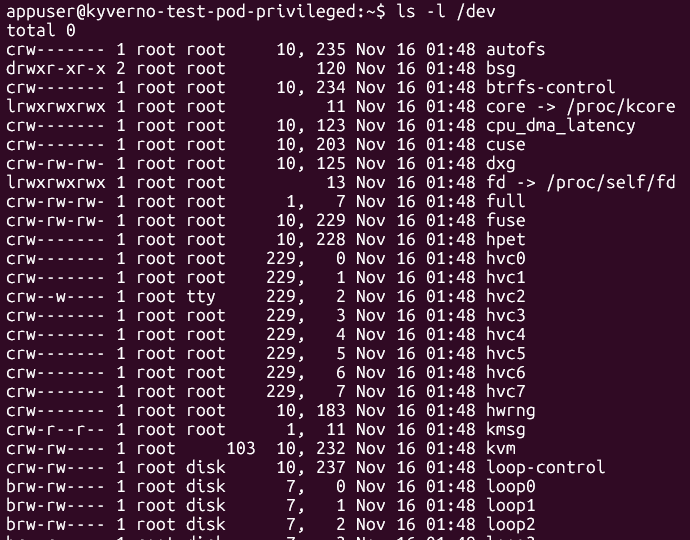 appuser@kyverno-test-pod-privileged:~$ ls -l /dev
total 0
crw------- 1 root root     10, 235 Nov 16 01:48 autofs
drwxr-xr-x 2 root root         120 Nov 16 01:48 bsg
crw------- 1 root root     10, 234 Nov 16 01:48 btrfs-control
lrwxrwxrwx 1 root root          11 Nov 16 01:48 core -> /proc/kcore
crw------- 1 root root     10, 123 Nov 16 01:48 cpu_dma_latency
crw------- 1 root root     10, 203 Nov 16 01:48 cuse
crw-rw-rw- 1 root root     10, 125 Nov 16 01:48 dxg
lrwxrwxrwx 1 root root          13 Nov 16 01:48 fd -> /proc/self/fd
crw-rw-rw- 1 root root      1,   7 Nov 16 01:48 full
crw-rw-rw- 1 root root     10, 229 Nov 16 01:48 fuse
crw------- 1 root root     10, 228 Nov 16 01:48 hpet
crw------- 1 root root    229,   0 Nov 16 01:48 hvc0
crw------- 1 root root    229,   1 Nov 16 01:48 hvc1
crw--w---- 1 root tty     229,   2 Nov 16 01:48 hvc2
crw------- 1 root root    229,   3 Nov 16 01:48 hvc3
crw------- 1 root root    229,   4 Nov 16 01:48 hvc4
crw------- 1 root root    229,   5 Nov 16 01:48 hvc5
crw------- 1 root root    229,   6 Nov 16 01:48 hvc6
crw------- 1 root root    229,   7 Nov 16 01:48 hvc7
crw------- 1 root root     10, 183 Nov 16 01:48 hwrng
crw-r--r-- 1 root root      1,  11 Nov 16 01:48 kmsg
crw-rw---- 1 root     103  10, 232 Nov 16 01:48 kvm
crw-rw---- 1 root disk     10, 237 Nov 16 01:48 loop-control
brw-rw---- 1 root disk      7,   0 Nov 16 01:48 loop0
brw-rw---- 1 root disk      7,   1 Nov 16 01:48 loop1
brw-rw---- 1 root disk      7,   2 Nov 16 01:48 loop2